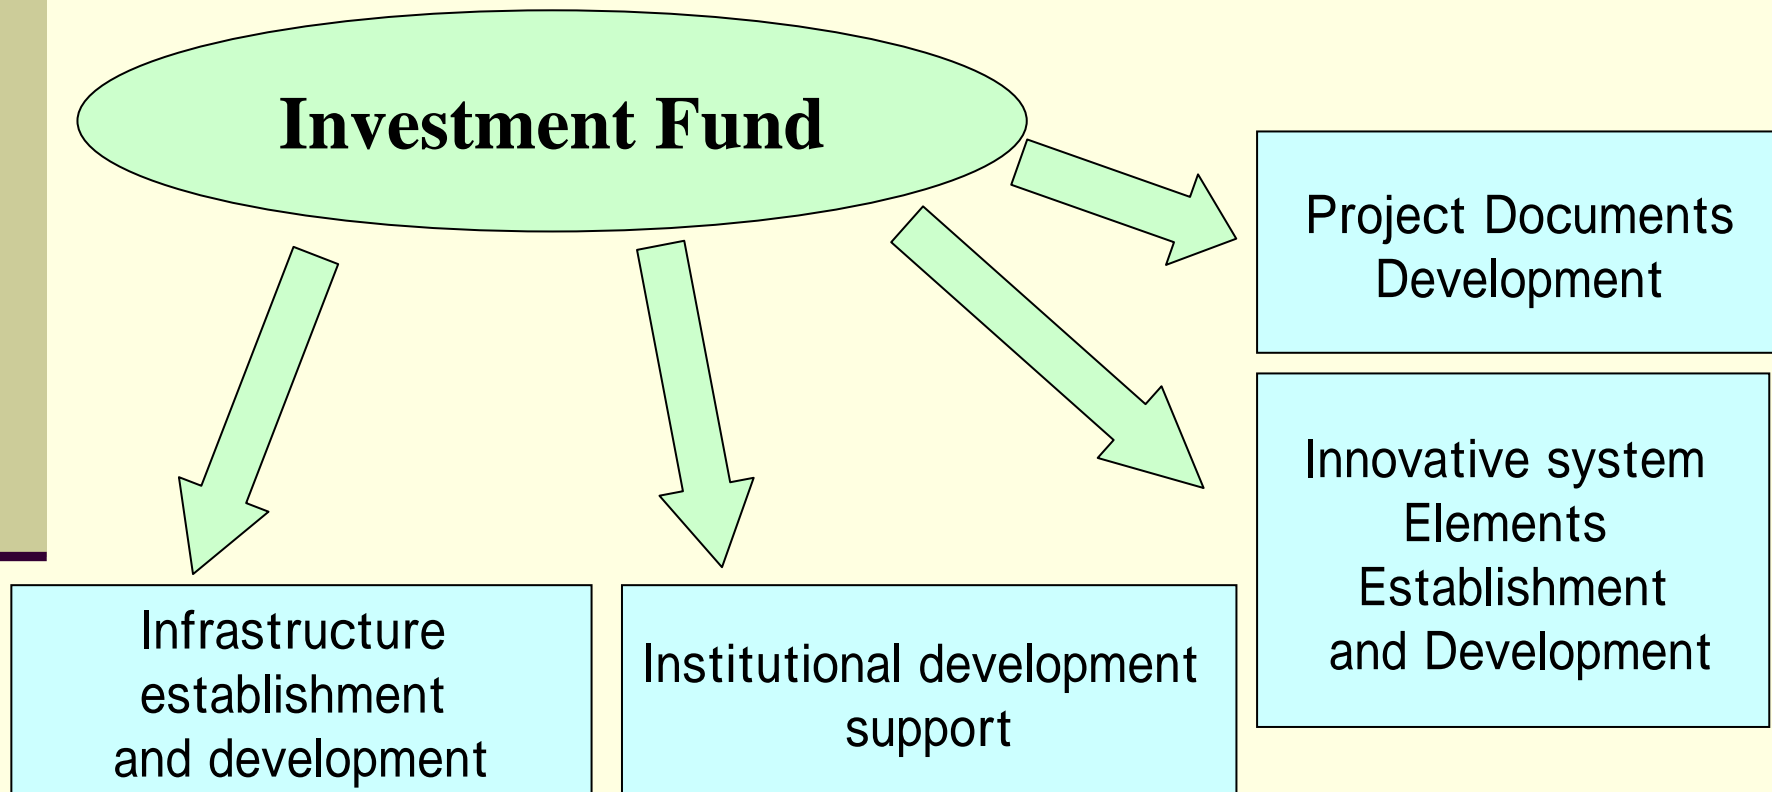 Investment Fund
Project Documents
Development
Innovative system
Elements
Establishment
and Development
Infrastructure
establishment
and development
Institutional development
support